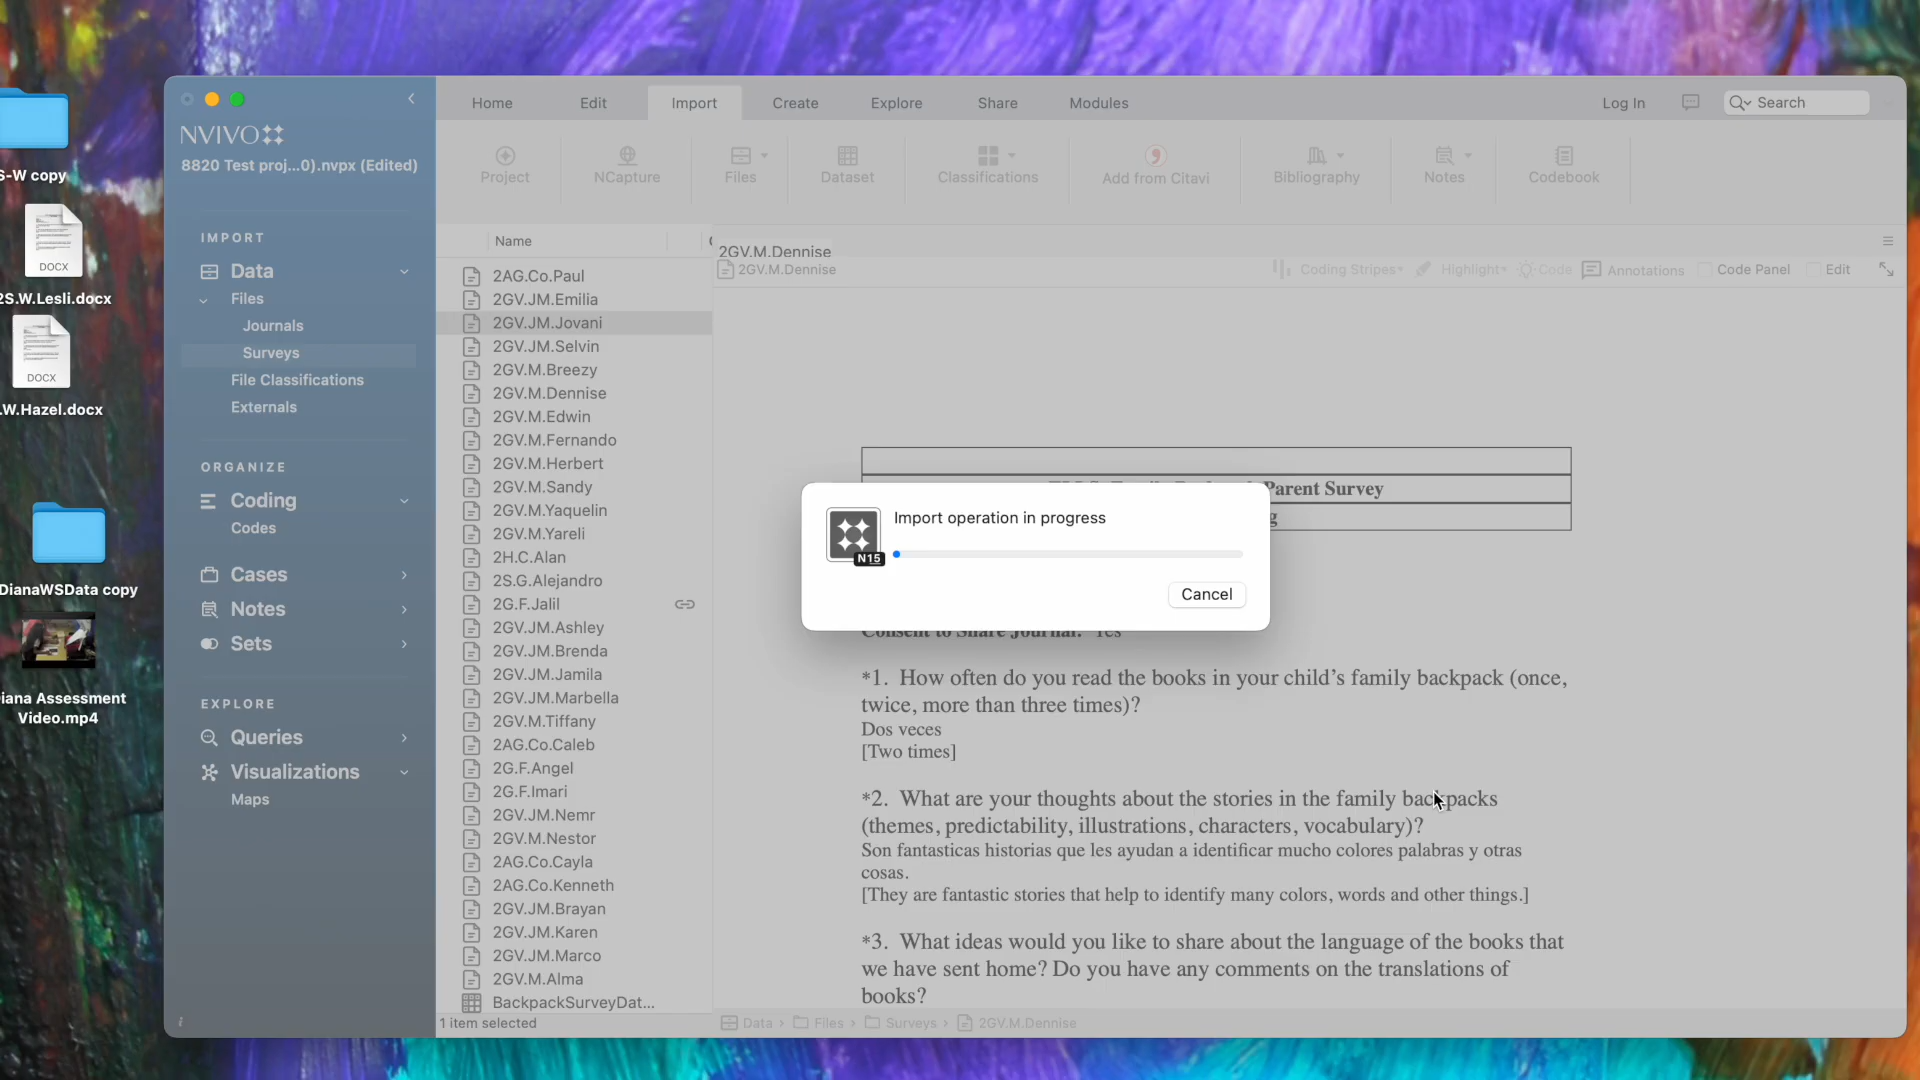 S-W copy
DOCX
2S.W.Lesli.docx
DOCX
.W.Hazel.docx
DianaWSData copy
iana Assessment
Video.mp4
NVIVO
8820 Test proj...0).nvpx (Edited)
IMPORT
Data
Files
Journals
Surveys
File Classifications
Externals
ORGANIZE
Coding
Codes
Cases
Notes
Sets
EXPLORE
Queries
Visualizations
Maps
Home
Edit
Import
Create
Explore
Share
Modules
Log In
Search
Project
NCapture
Files
Dataset
Classifications
Add from Citavi
Bibliography
Notes
Codebook
Name
2AG.Co.Paul
2GV.JM.Emilia
2GV.JM.Jovani
2GV.JM.Selvin
2GV.M.Breezy
2GV.M.Dennise
2GV.M.Edwin
2GV.M.Fernando
2GV.M.Herbert
2GV.M.Sandy
2GV.M.Yaquelin
2GV.M.Yareli
2H.C.Alan
2S.G.Alejandro
2G.F.Jalil
2GV.JM.Ashley
2GV.JM.Brenda
2GV.JM.Jamila
2GV.JM.Marbella
2GV.M.Tiffany
2AG.Co.Caleb
2G.F.Angel
2G.F.Imari
2GV.JM.Nemr
2GV.M.Nestor
2AG.Co.Cayla
2AG.Co.Kenneth
2GV.JM.Brayan
2GV.JM.Karen
2GV.JM.Marco
2GV.M.Alma
BackpackSurveyDat...
1 item selected
2GV.M.Dennise
2GV.M.Dennise
Coding Stripes
Highlight
Code
Annotations
Code Panel
Edit
Parent Survey
g
Import operation in progress
N15
Cancel
Consent to Share Journal: Yes
*1. How often do you read the books in your child's family backpack (once,
twice, more than three times)?
Dos veces
[Two times]
*2. What are your thoughts about the stories in the family backpacks
(themes, predictability, illustrations, characters, vocabulary)?
Son fantasticas historias que les ayudan a identificar mucho colores palabras y otras
cosas.
[They are fantastic stories that help to identify many colors, words and other things.]
*3. What ideas would you like to share about the language of the books that
we have sent home? Do you have any comments on the translations of
books?
Data > Files > Surveys > 2GV.M.Dennise